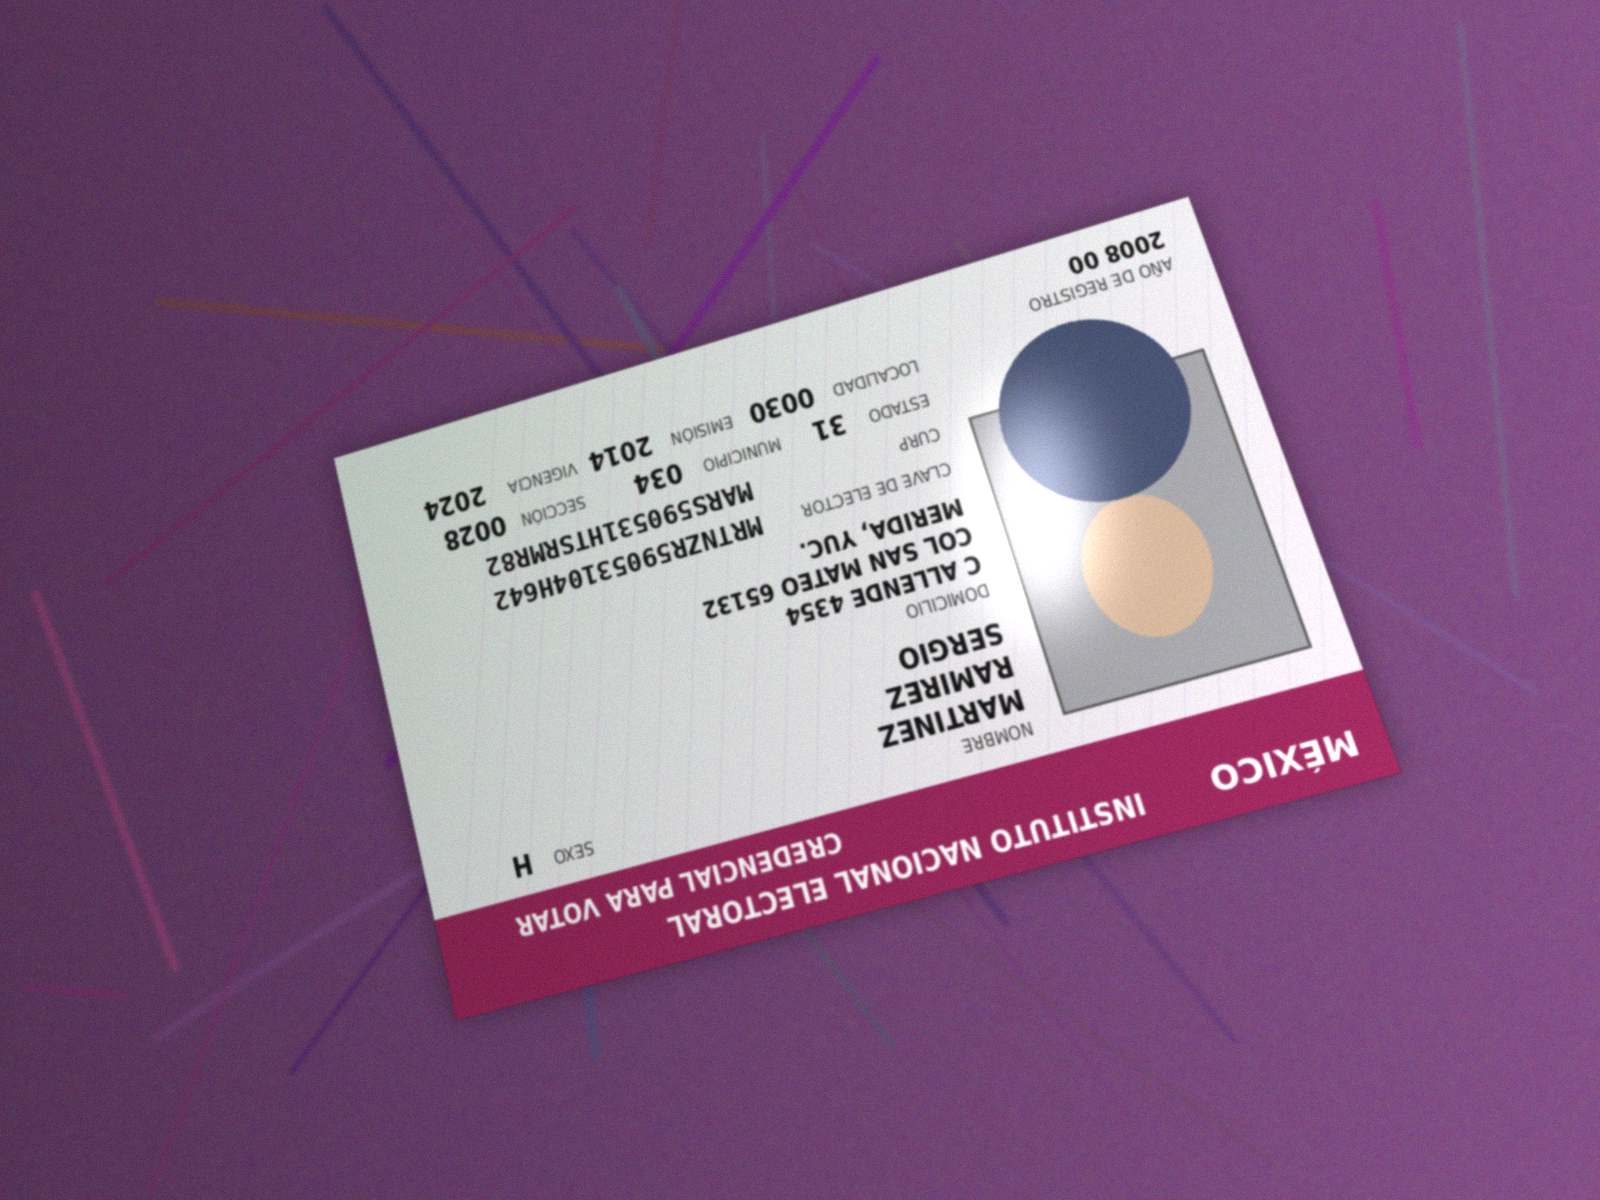 MÉXICO
INSTITUTO NACIONAL ELECTORAL
CREDENCIAL PARA VOTAR
NOMBRE
MARTINEZ
RAMIREZ
SERGIO
SEXO H
DOMICILIO
C ALLENDE 4354
COL SAN MATEO 65132
MERIDA, YUC.
CLAVE DE ELECTOR MRTNZR59053104H642
CURP MARS590531HTSRMR82
ESTADO 31 MUNICIPIO 034 SECCIÓN 0028
LOCALIDAD 0030 EMISIÓN 2014 VIGENCIA 2024
AÑO DE REGISTRO
2008 00